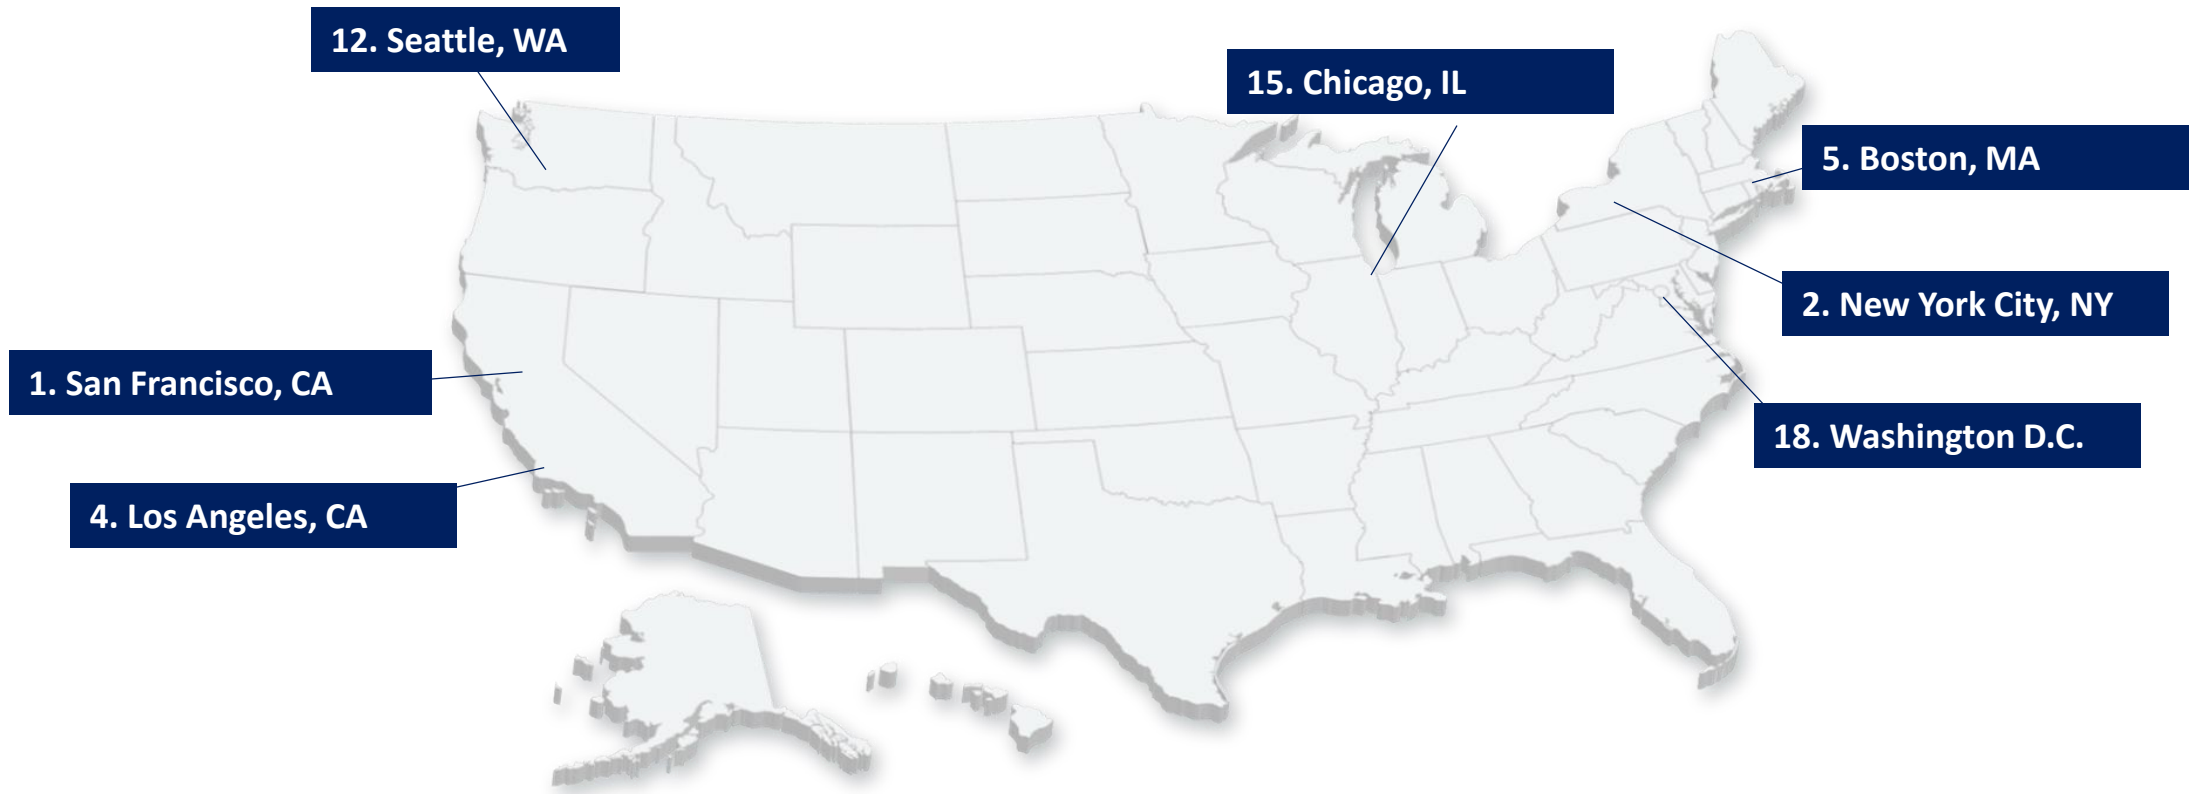 12. Seattle, WA
15. Chicago, IL
5. Boston, MA
2. New York City, NY
1. San Francisco, CA
18. Washington D.C.
4. Los Angeles, CA